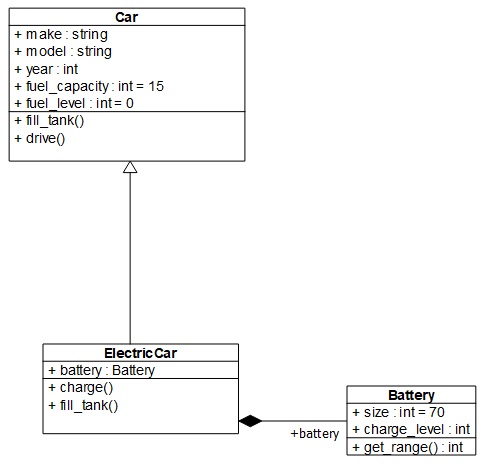 Car
+ make : string
+ model : string
+ year : int
+ fuel_capacity : int = 15
+ fuel_level : int = 0
+ fill_tank()
+ drive()
ElectricCar
+ battery : Battery
+ charge()
+ fill_tank()
+battery
Battery
+ size : int = 70
+ charge_level : int
+ get_range() : int